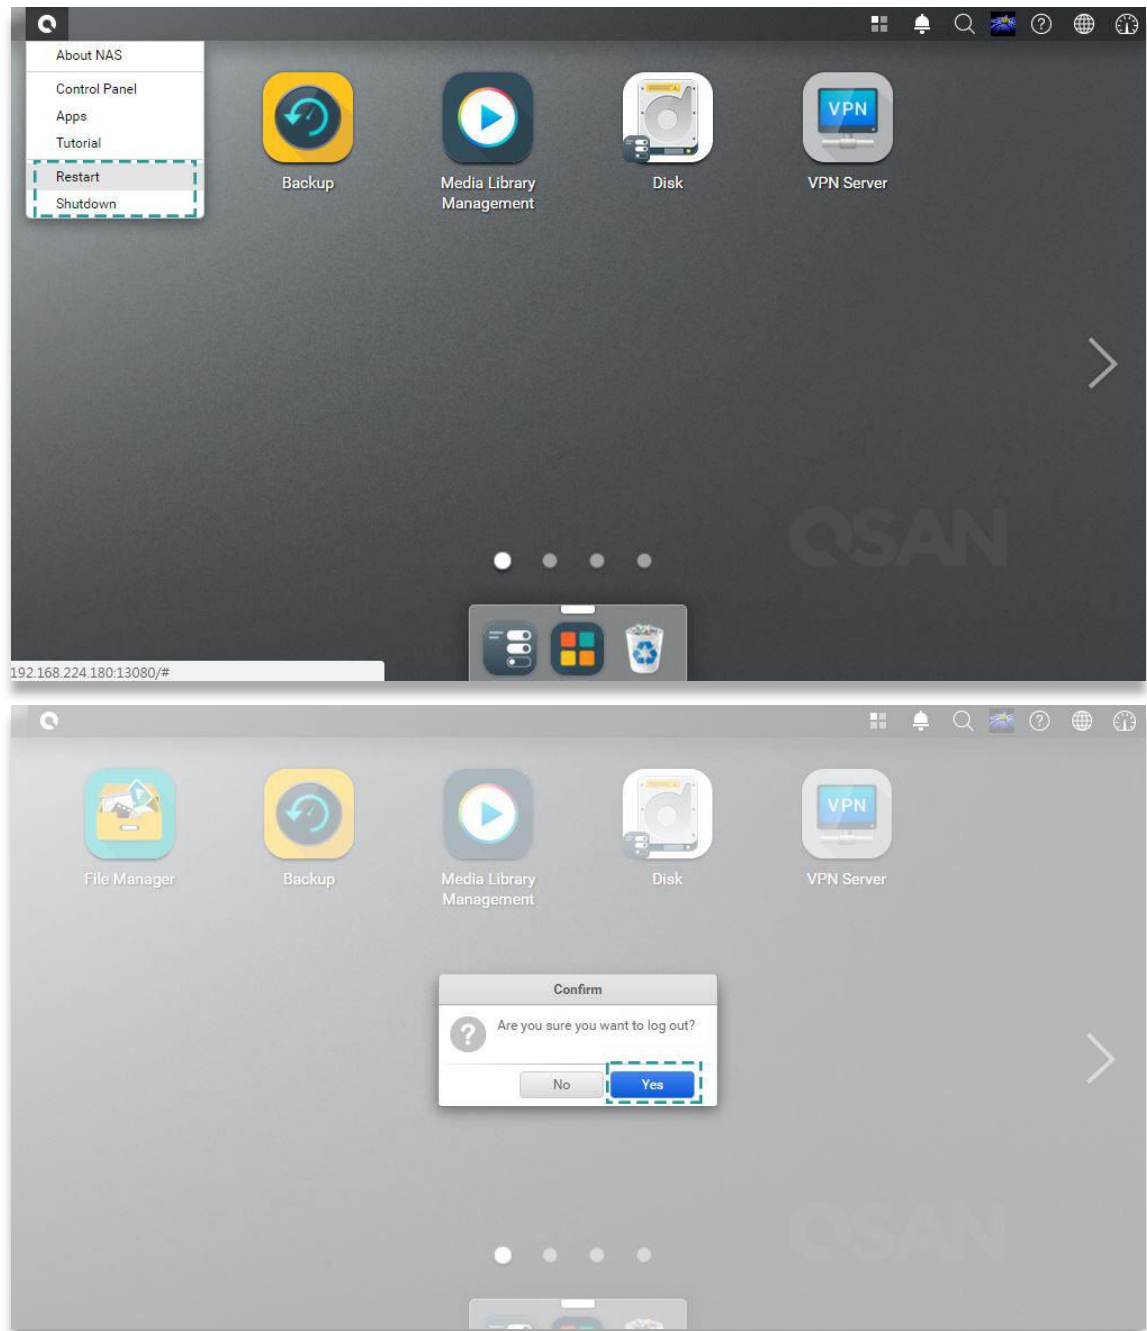 About NAS
Control Panel
Apps
Tutorial
Restart
Shutdown
Backup
Media Library
Management
Disk
VPN
VPN Server
QSAN
192.168.224.180:13080/#
File Manager
Backup
Media Library
Management
Disk
VPN
VPN Server
Confirm
Are you sure you want to log out?
No
Yes
QSAN